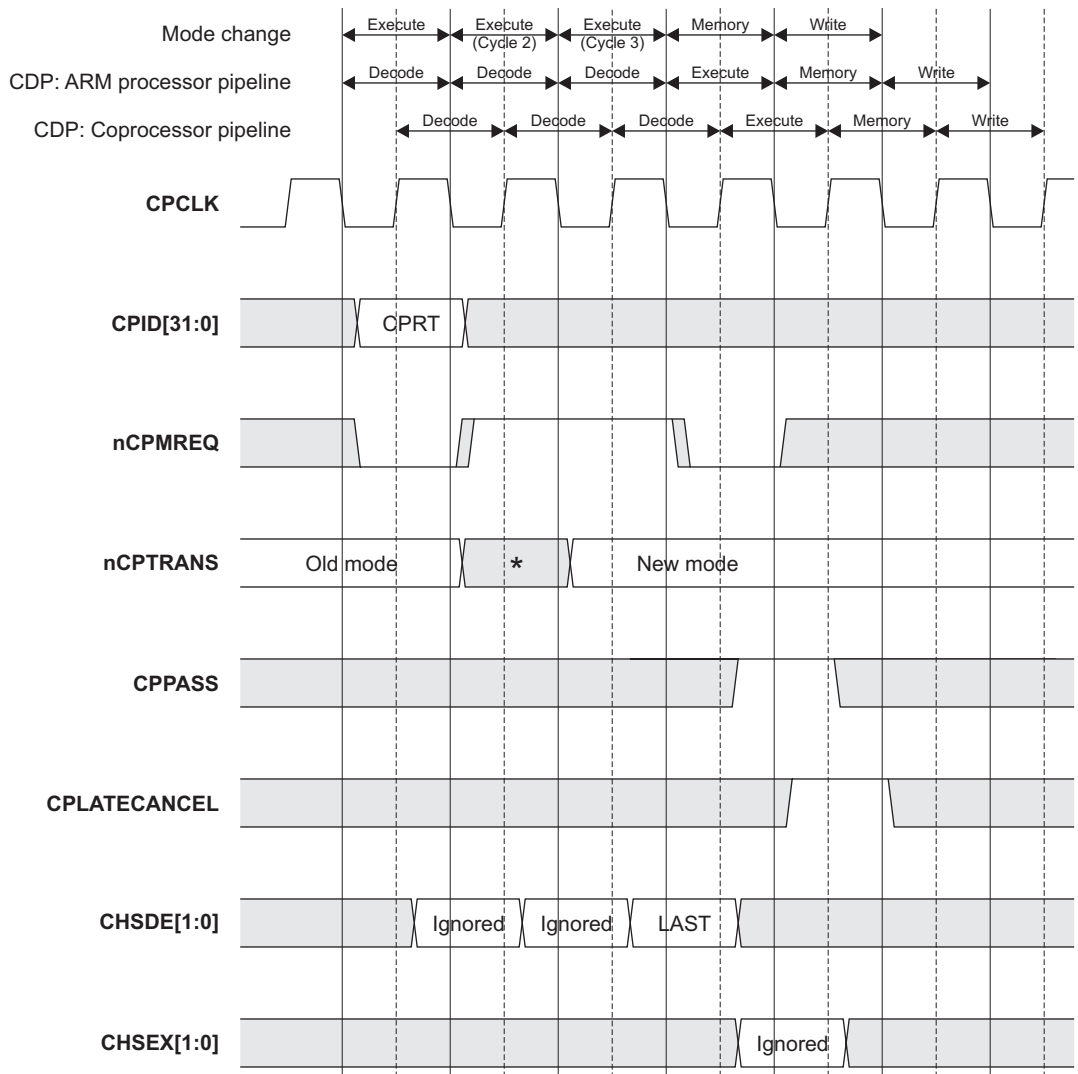 Mode change
Execute
Execute
(Cycle 2)
Execute
(Cycle 3)
Memory
Write
CDP: ARM processor pipeline
Decode
Decode
Decode
Execute
Memory
Write
CDP: Coprocessor pipeline
Decode
Decode
Decode
Execute
Memory
Write
CPCLK
CPID[31:0]
CPRT
nCPMREQ
nCPTRANS
Old mode
*
New mode
CPPASS
CPLATECANCEL
CHSDE[1:0]
Ignored
Ignored
LAST
CHSEX[1:0]
Ignored